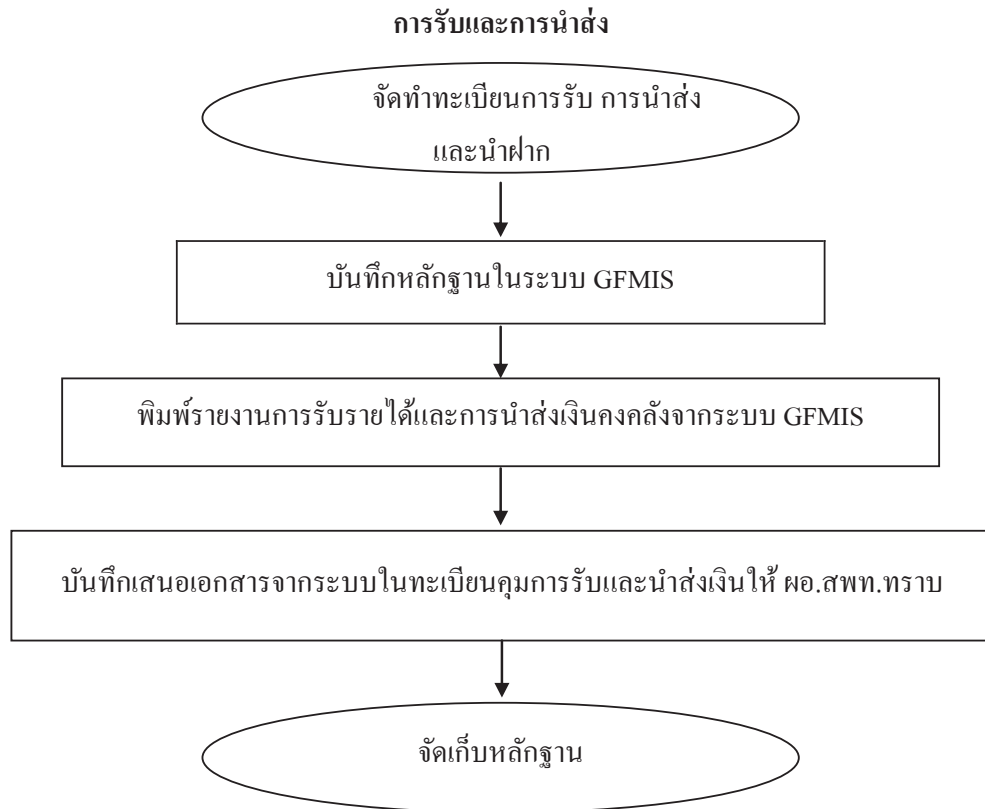 การรับและการนำส่ง
จัดทำทะเบียนการรับ การนำส่ง
และนำฝาก
บันทึกหลักฐานในระบบ GFMIS
พิมพ์รายงานการรับรายได้และการนำส่งเงินคงคลังจากระบบ GFMIS
บันทึกเสนอเอกสารจากระบบในทะเบียนคุมการรับและนำส่งเงินให้ ผอ.สพท.ทราบ
จัดเก็บหลักฐาน